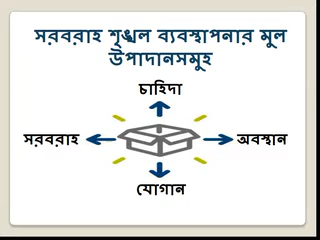 সরবরাহ শৃঙ্খল ব্যবস্থাপনার মুল
উপাদানসমুহ
চাহিদা
সরবরাহ
অবস্থান
যোগান